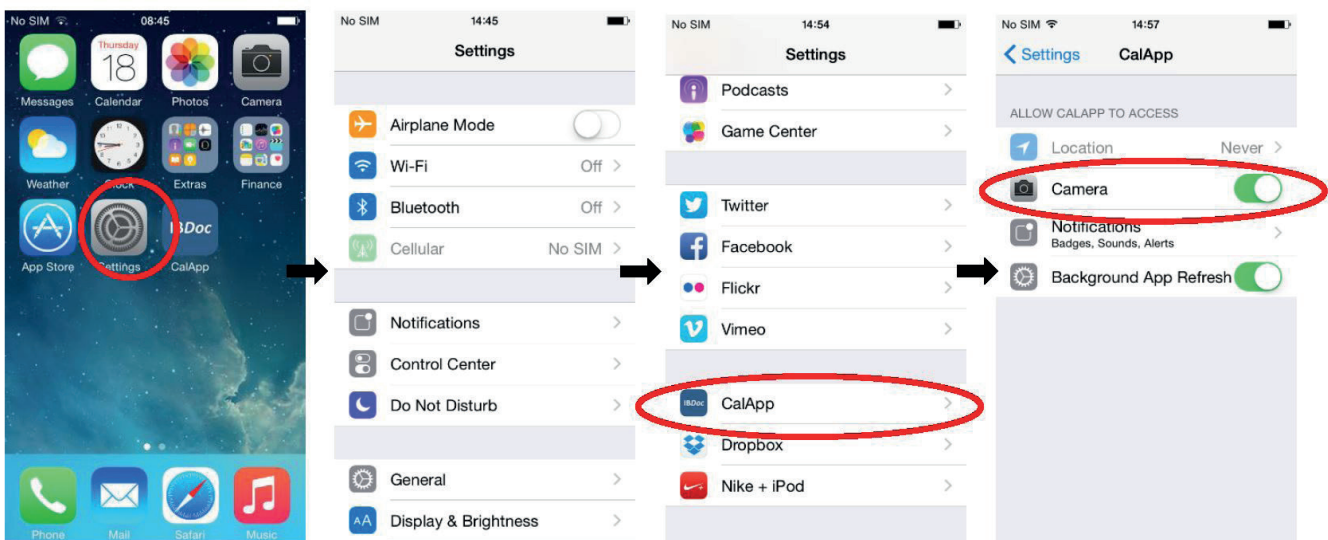 No SIM 08:45
Thursday
18
Messages Calendar Photos Camera
12
Weather Clock Extras Finance
IBDoc
App Store Settings CalApp
Phone Mail Safari Music
No SIM 14:45
Settings
Airplane Mode
Wi-Fi Off
Bluetooth Off
Cellular No SIM
Notifications
Control Center
Do Not Disturb
General
AA Display & Brightness
No SIM 14:54
Settings
Podcasts
Game Center
Twitter
Facebook
Flickr
Vimeo
IBDoc CalApp
Dropbox
Nike + iPod
No SIM 14:57
Settings CalApp
ALLOW CALAPP TO ACCESS
Location Never
Camera
Notifications
Badges, Sounds, Alerts
Background App Refresh